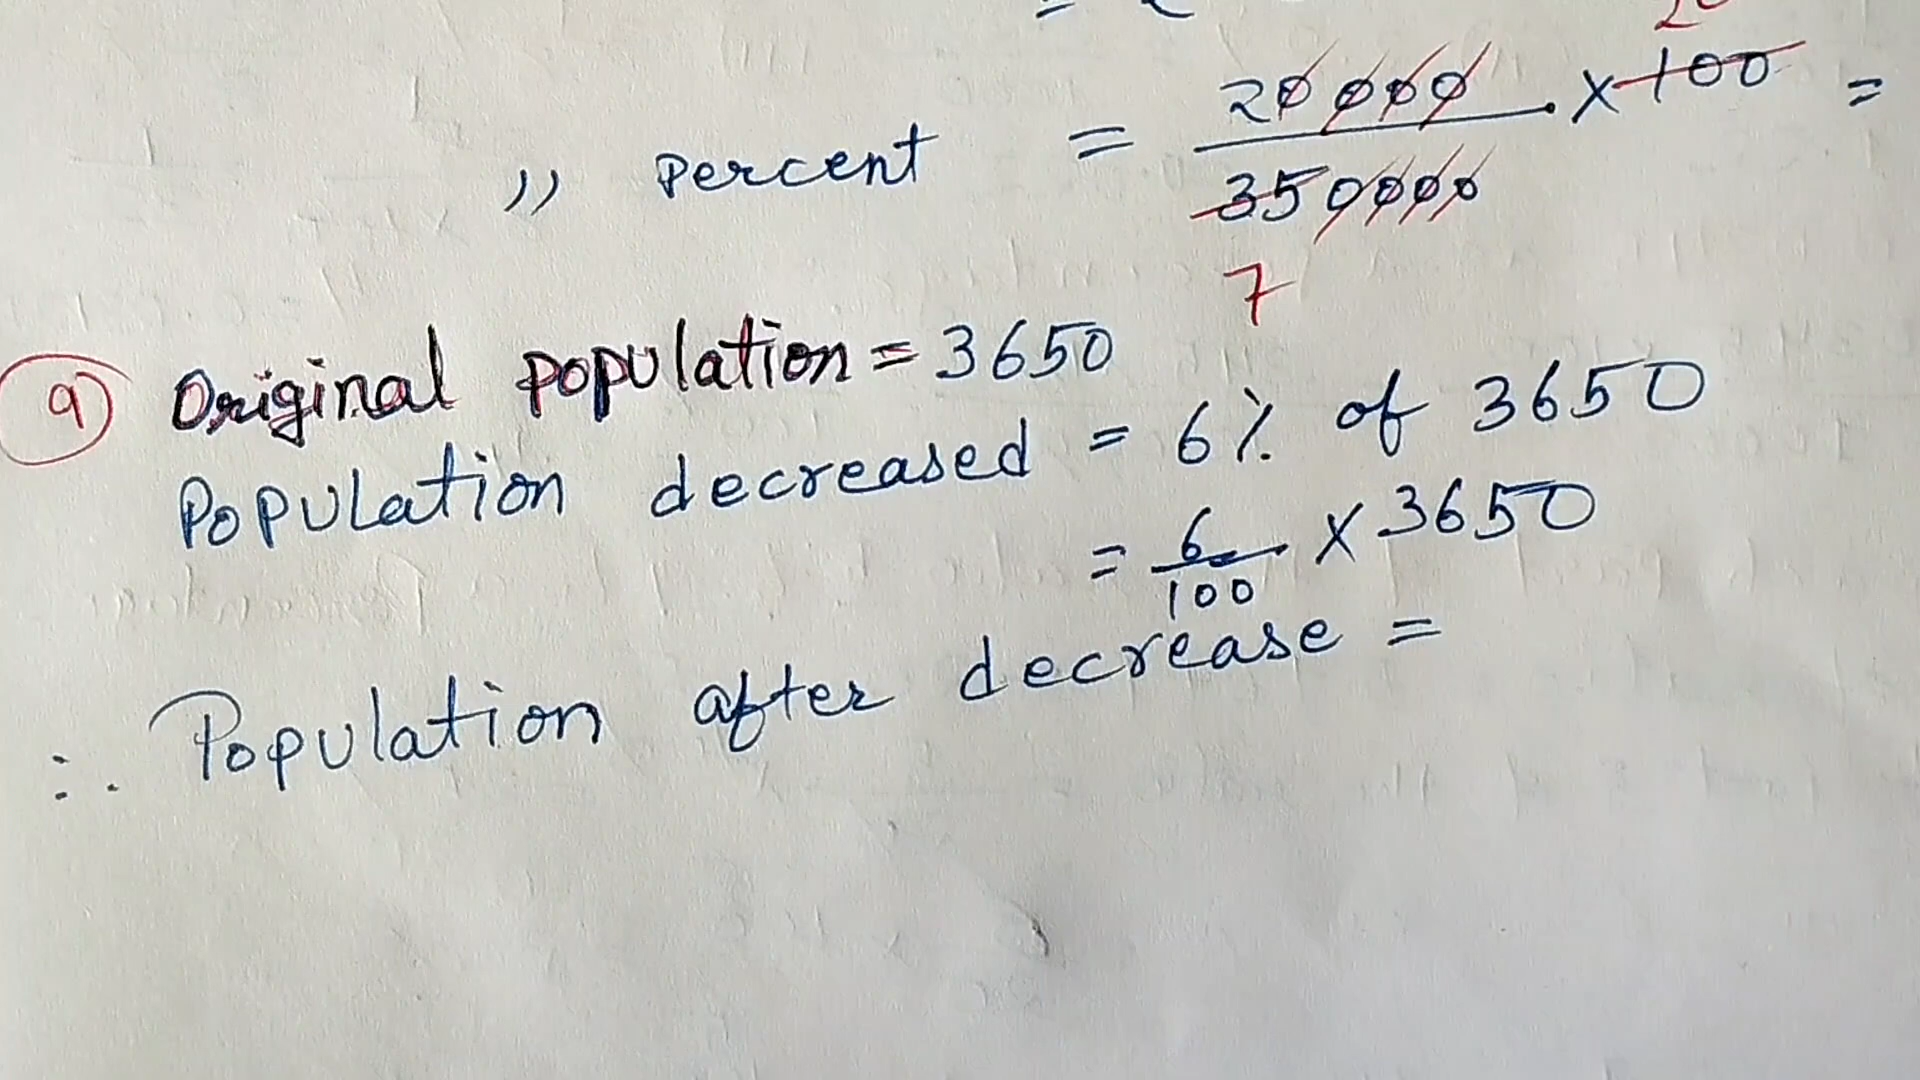 20
,, percent = 20000/350000 × 100 =
7
9 Original population = 3650
Population decreased = 6% of 3650
= 6/100 × 3650
∴ Population after decrease =